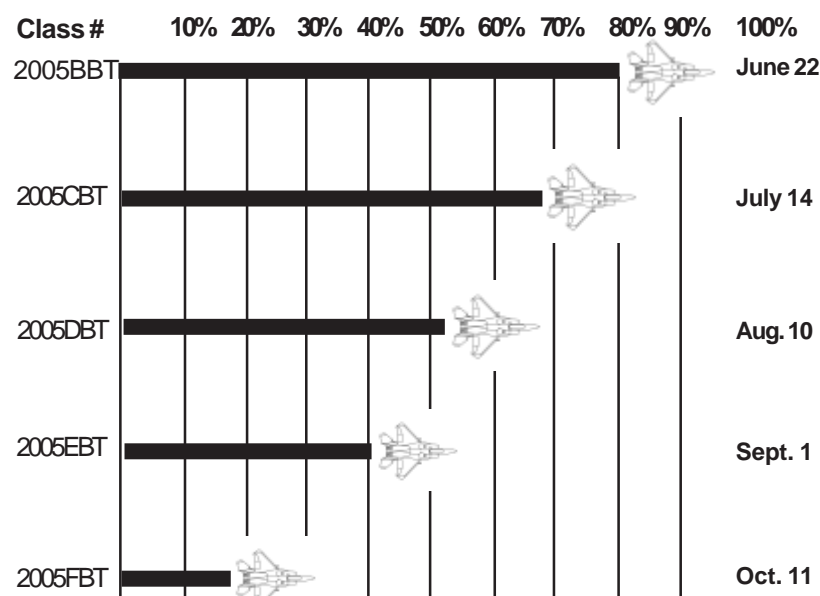 Class # 10% 20% 30% 40% 50% 60% 70% 80% 90% 100%
2005BBT June 22
2005CBT July 14
2005DBT Aug. 10
2005EBT Sept. 1
2005FBT Oct. 11